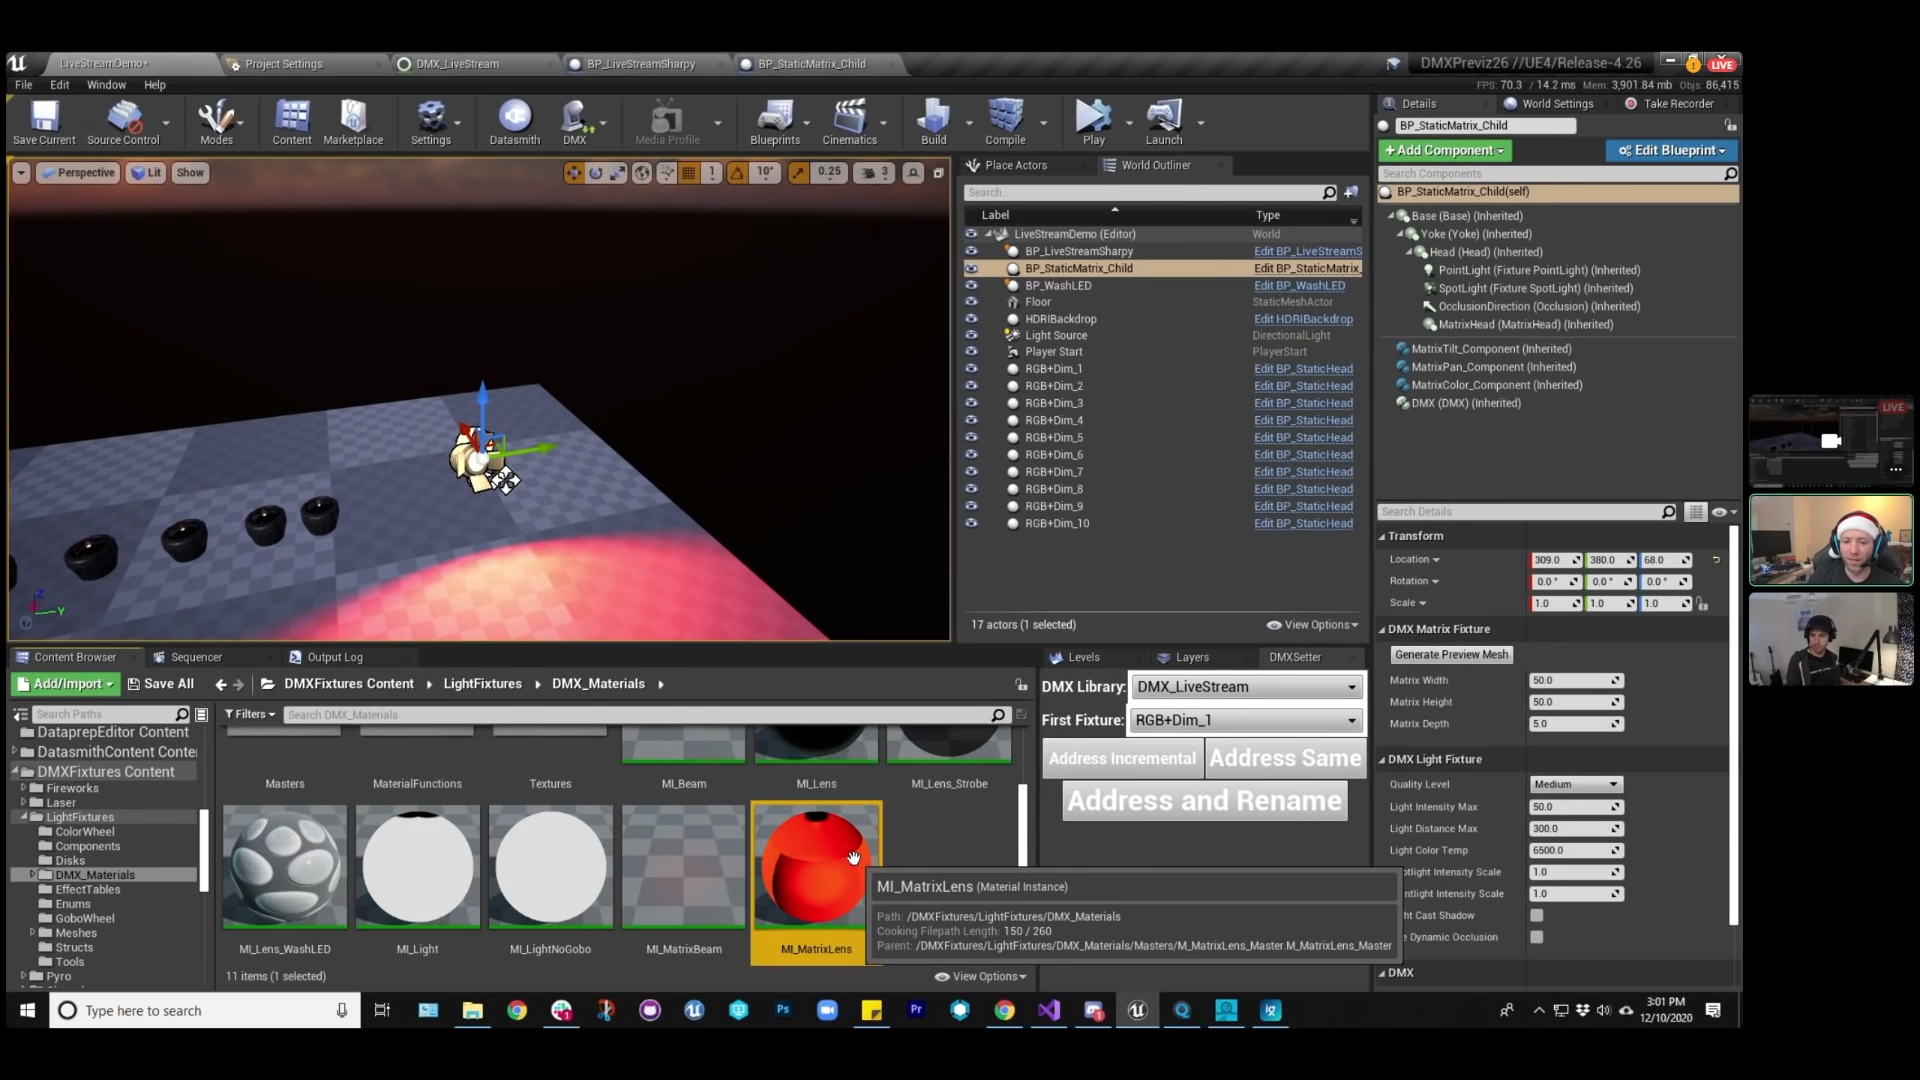 LiveStreamDemo*
Project Settings
DMX_LiveStream
BP_LiveStreamSharpy
BP_StaticMatrix_Child
DMXPreviz26 //UE4/Release-4.26
LIVE
File Edit Window Help
FPS: 70.3 / 14.2 ms Mem: 3,901.84 mb Objs: 86,415
Save Current
Source Control
Modes
Content
Marketplace
Settings
Datasmith
DMX
Media Profile
Blueprints
Cinematics
Build
Compile
Play
Launch
Details
World Settings
Take Recorder
BP_StaticMatrix_Child
+Add Component
Edit Blueprint
Search Components
BP_StaticMatrix_Child(self)
Base (Base) (Inherited)
Yoke (Yoke) (Inherited)
Head (Head) (Inherited)
PointLight (Fixture PointLight) (Inherited)
SpotLight (Fixture SpotLight) (Inherited)
OcclusionDirection (Occlusion) (Inherited)
MatrixHead (MatrixHead) (Inherited)
MatrixTilt_Component (Inherited)
MatrixPan_Component (Inherited)
MatrixColor_Component (Inherited)
DMX (DMX) (Inherited)
Perspective
Lit
Show
1
10°
0.25
3
Z
Y
Place Actors
World Outliner
Search...
Label Type
LiveStreamDemo (Editor) World
BP_LiveStreamSharpy Edit BP_LiveStreamS
BP_StaticMatrix_Child Edit BP_StaticMatrix_
BP_WashLED Edit BP_WashLED
Floor StaticMeshActor
HDRIBackdrop Edit HDRIBackdrop
Light Source DirectionalLight
Player Start PlayerStart
RGB+Dim_1 Edit BP_StaticHead
RGB+Dim_2 Edit BP_StaticHead
RGB+Dim_3 Edit BP_StaticHead
RGB+Dim_4 Edit BP_StaticHead
RGB+Dim_5 Edit BP_StaticHead
RGB+Dim_6 Edit BP_StaticHead
RGB+Dim_7 Edit BP_StaticHead
RGB+Dim_8 Edit BP_StaticHead
RGB+Dim_9 Edit BP_StaticHead
RGB+Dim_10 Edit BP_StaticHead
17 actors (1 selected)
View Options
Search Details
Transform
Location 309.0 380.0 68.0
Rotation 0.0° 0.0° 0.0°
Scale 1.0 1.0 1.0
DMX Matrix Fixture
Generate Preview Mesh
Matrix Width 50.0
Matrix Height 50.0
Matrix Depth 5.0
DMX Light Fixture
Quality Level Medium
Light Intensity Max 50.0
Light Distance Max 300.0
Light Color Temp 6500.0
otlight Intensity Scale 1.0
ntlight Intensity Scale 1.0
ht Cast Shadow
e Dynamic Occlusion
DMX
Content Browser
Sequencer
Output Log
Add/Import
Save All
DMXFixtures Content
LightFixtures
DMX_Materials
Search Paths
Filters
Search DMX_Materials
DataprepEditor Content
DatasmithContent Conte
DMXFixtures Content
Fireworks
Laser
LightFixtures
ColorWheel
Components
Disks
DMX_Materials
EffectTables
Enums
GoboWheel
Meshes
Structs
Tools
Pyro
Masters
MaterialFunctions
Textures
MI_Beam
MI_Lens
MI_Lens_Strobe
MI_Lens_WashLED
MI_Light
MI_LightNoGobo
MI_MatrixBeam
MI_MatrixLens
11 items (1 selected)
View Options
Levels
Layers
DMXSetter
DMX Library: DMX_LiveStream
First Fixture: RGB+Dim_1
Address Incremental
Address Same
Address and Rename
MI_MatrixLens (Material Instance)
Path: /DMXFixtures/LightFixtures/DMX_Materials
Cooking Filepath Length: 150 / 260
Parent: /DMXFixtures/LightFixtures/DMX_Materials/Masters/M_MatrixLens_Master.M_MatrixLens_Master
LIVE
Type here to search
Ps
Pr
ig
3:01 PM
12/10/2020